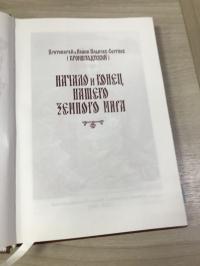 Протоиерей Иоанн Ильич Сергиев
(Кронштадтский)
НАЧАЛО И КОНЕЦ
НАШЕГО
ЗЕМНОГО МИРА